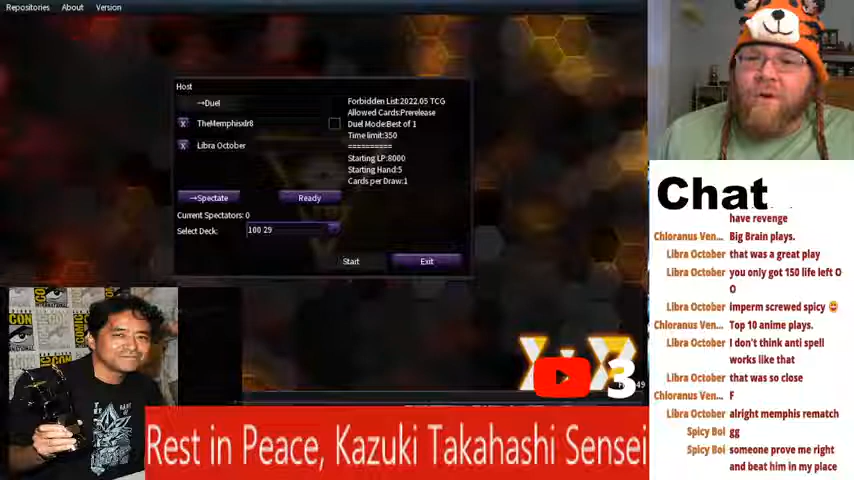 Repositories About Version
Host
→Duel
X TheMemphisxlr8
X Libra October
Forbidden List:2022.05 TCG
Allowed Cards:Prerelease
Duel Mode:Best of 1
Time limit:350
==========
Starting LP:8000
Starting Hand:5
Cards per Draw:1
→Spectate Ready
Current Spectators: 0
Select Deck: 100 29
Start Exit
3
Rest in Peace, Kazuki Takahashi Sensei
Chat
have revenge
Chloranus Ven... Big Brain plays.
Libra October that was a great play
Libra October you only got 150 life left O
O
Libra October imperm screwed spicy 😀
Chloranus Ven... Top 10 anime plays.
Libra October I don't think anti spell
works like that
Libra October that was so close
Chloranus Ven... F
Libra October alright memphis rematch
Spicy Boi gg
Spicy Boi someone prove me right
and beat him in my place